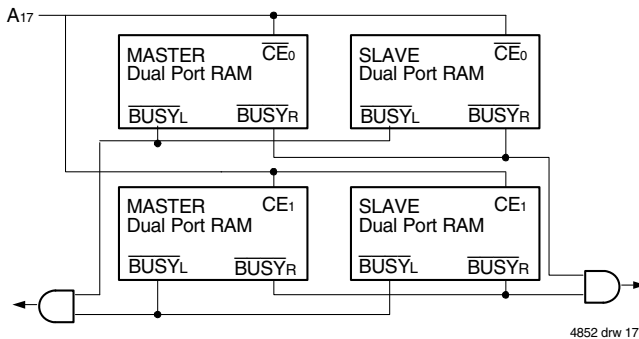 A17
MASTER CE0 SLAVE CE0
Dual Port RAM Dual Port RAM
BUSYL BUSYR BUSYL BUSYR
MASTER CE1 SLAVE CE1
Dual Port RAM Dual Port RAM
BUSYL BUSYR BUSYL BUSYR
4852 drw 17